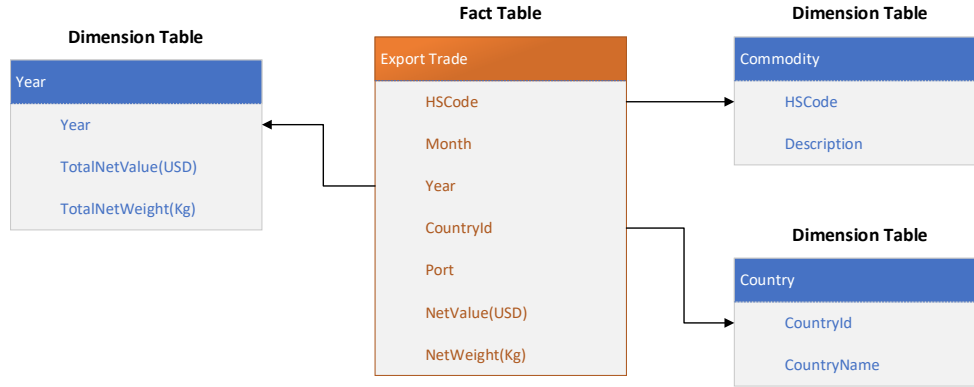 Dimension Table
Year
Year
TotalNetValue(USD)
TotalNetWeight(Kg)
Fact Table
Export Trade
HSCode
Month
Year
CountryId
Port
NetValue(USD)
NetWeight(Kg)
Dimension Table
Commodity
HSCode
Description
Dimension Table
Country
CountryId
CountryName